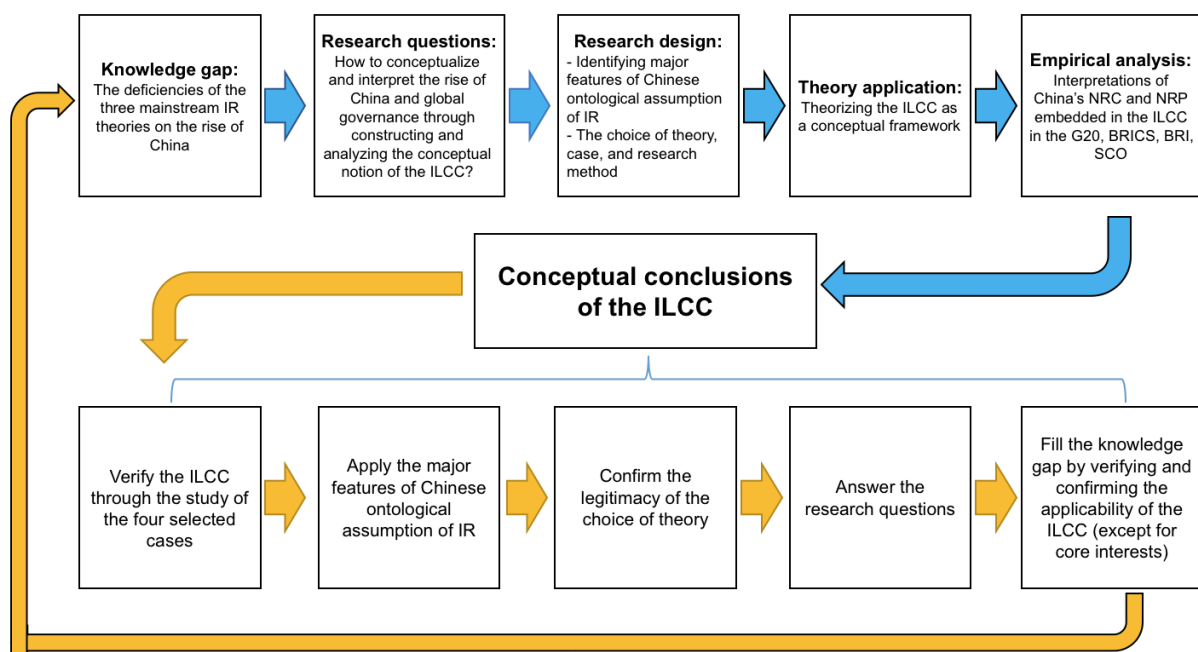 Knowledge gap:
The deficiencies of the
three mainstream IR
theories on the rise of
China
Research questions:
How to conceptualize
and interpret the rise of
China and global
governance through
constructing and
analyzing the conceptual
notion of the ILCC?
Research design:
- Identifying major
features of Chinese
ontological assumption
of IR
- The choice of theory,
case, and research
method
Theory application:
Theorizing the ILCC as
a conceptual framework
Empirical analysis:
Interpretations of
China's NRC and NRP
embedded in the ILCC
in the G20, BRICS, BRI,
SCO
Conceptual conclusions
of the ILCC
Verify the ILCC
through the study of
the four selected
cases
Apply the major
features of Chinese
ontological
assumption of IR
Confirm the
legitimacy of the
choice of theory
Answer the
research questions
Fill the knowledge
gap by verifying and
confirming the
applicability of the
ILCC (except for
core interests)